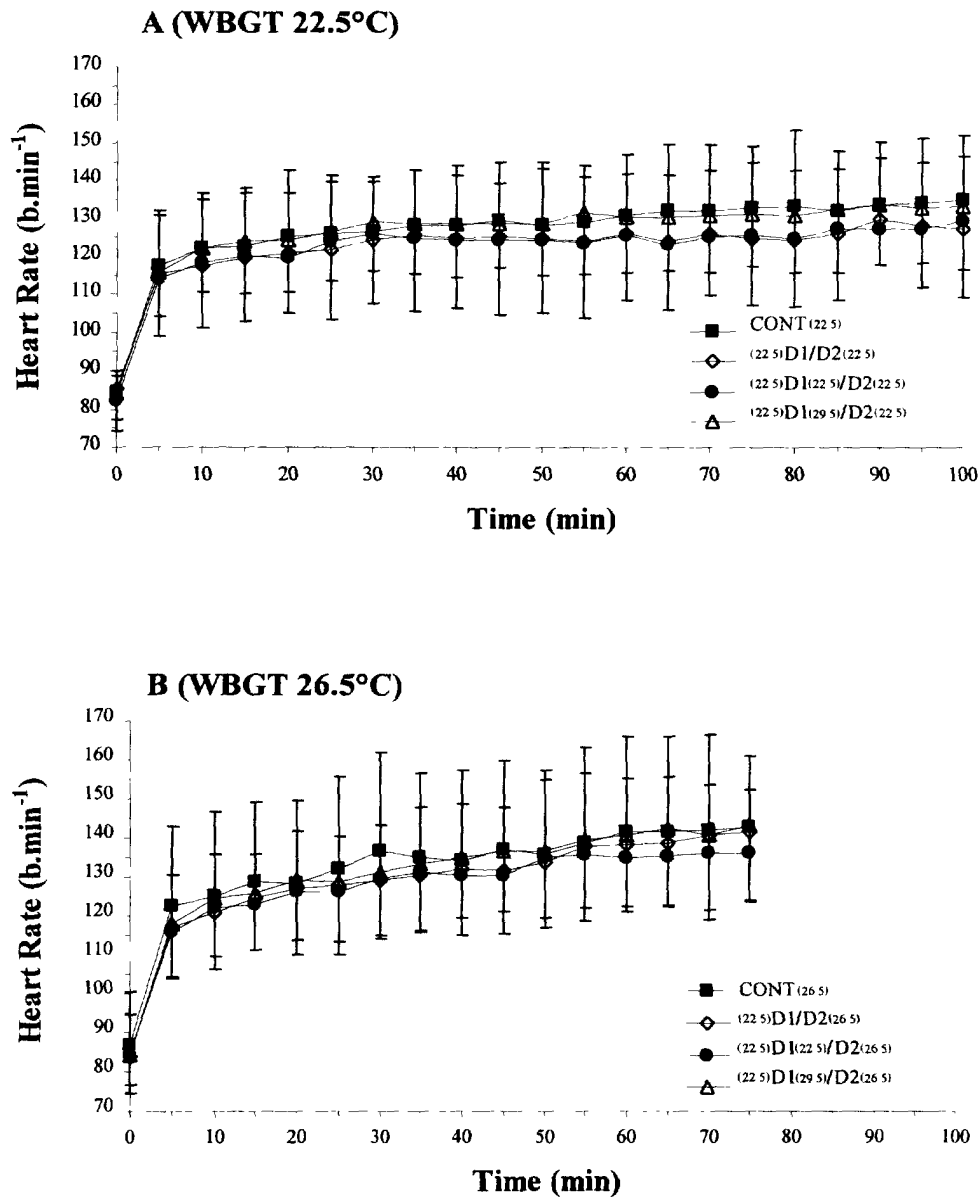 A (WBGT 22.5°C)
170
160
150
140
130
120
110
100
90
80
70
Heart Rate (b.min⁻¹)
0 10 20 30 40 50 60 70 80 90 100
Time (min)
CONT(22 5)
(22 5)D1/D2(22 5)
(22 5)D1(22 5)/D2(22 5)
(22 5)D1(29 5)/D2(22 5)
B (WBGT 26.5°C)
170
160
150
140
130
120
110
100
90
80
70
Heart Rate (b.min⁻¹)
0 10 20 30 40 50 60 70 80 90 100
Time (min)
CONT(26 5)
(22 5)D1/D2(26 5)
(22 5)D1(22 5)/D2(26 5)
(22 5)D1(29 5)/D2(26 5)